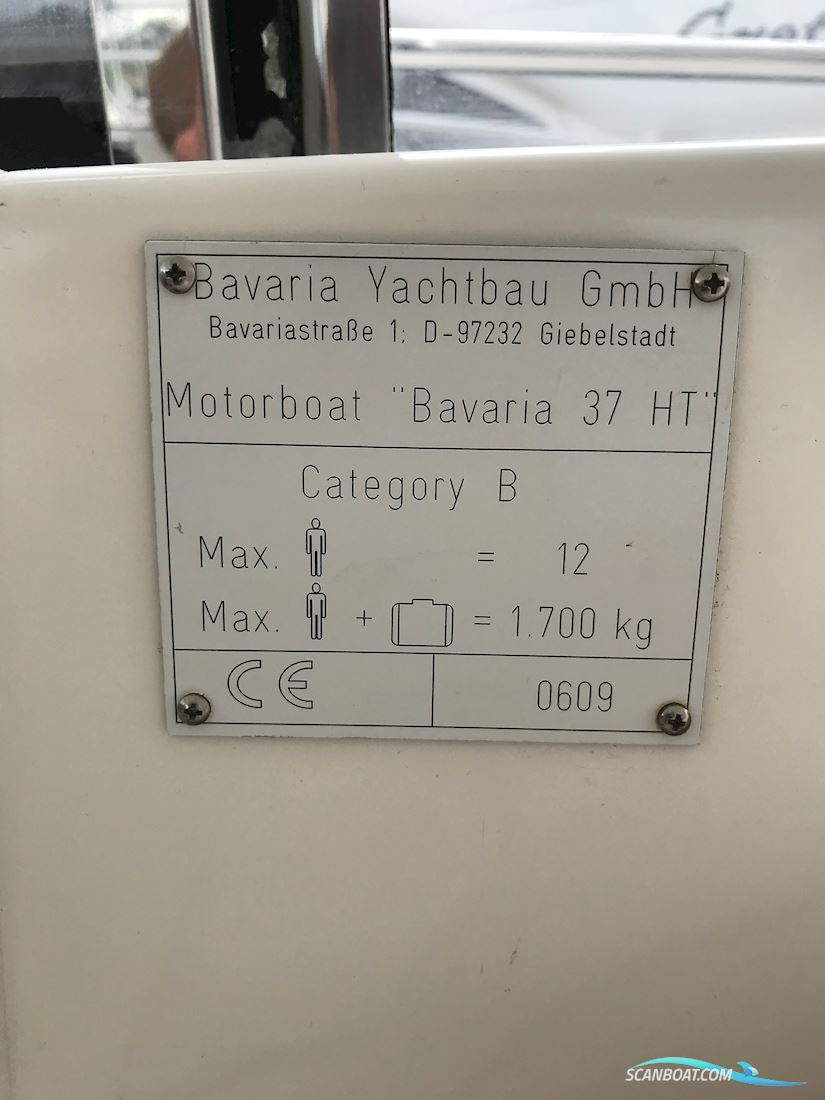 Bavaria Yachtbau GmbH
Bavariastraße 1; D-97232 Giebelstadt
Motorboat "Bavaria 37 HT"
Category B
Max. = 12
Max. + = 1.700 kg
CE 0609
SCANBOAT.COM